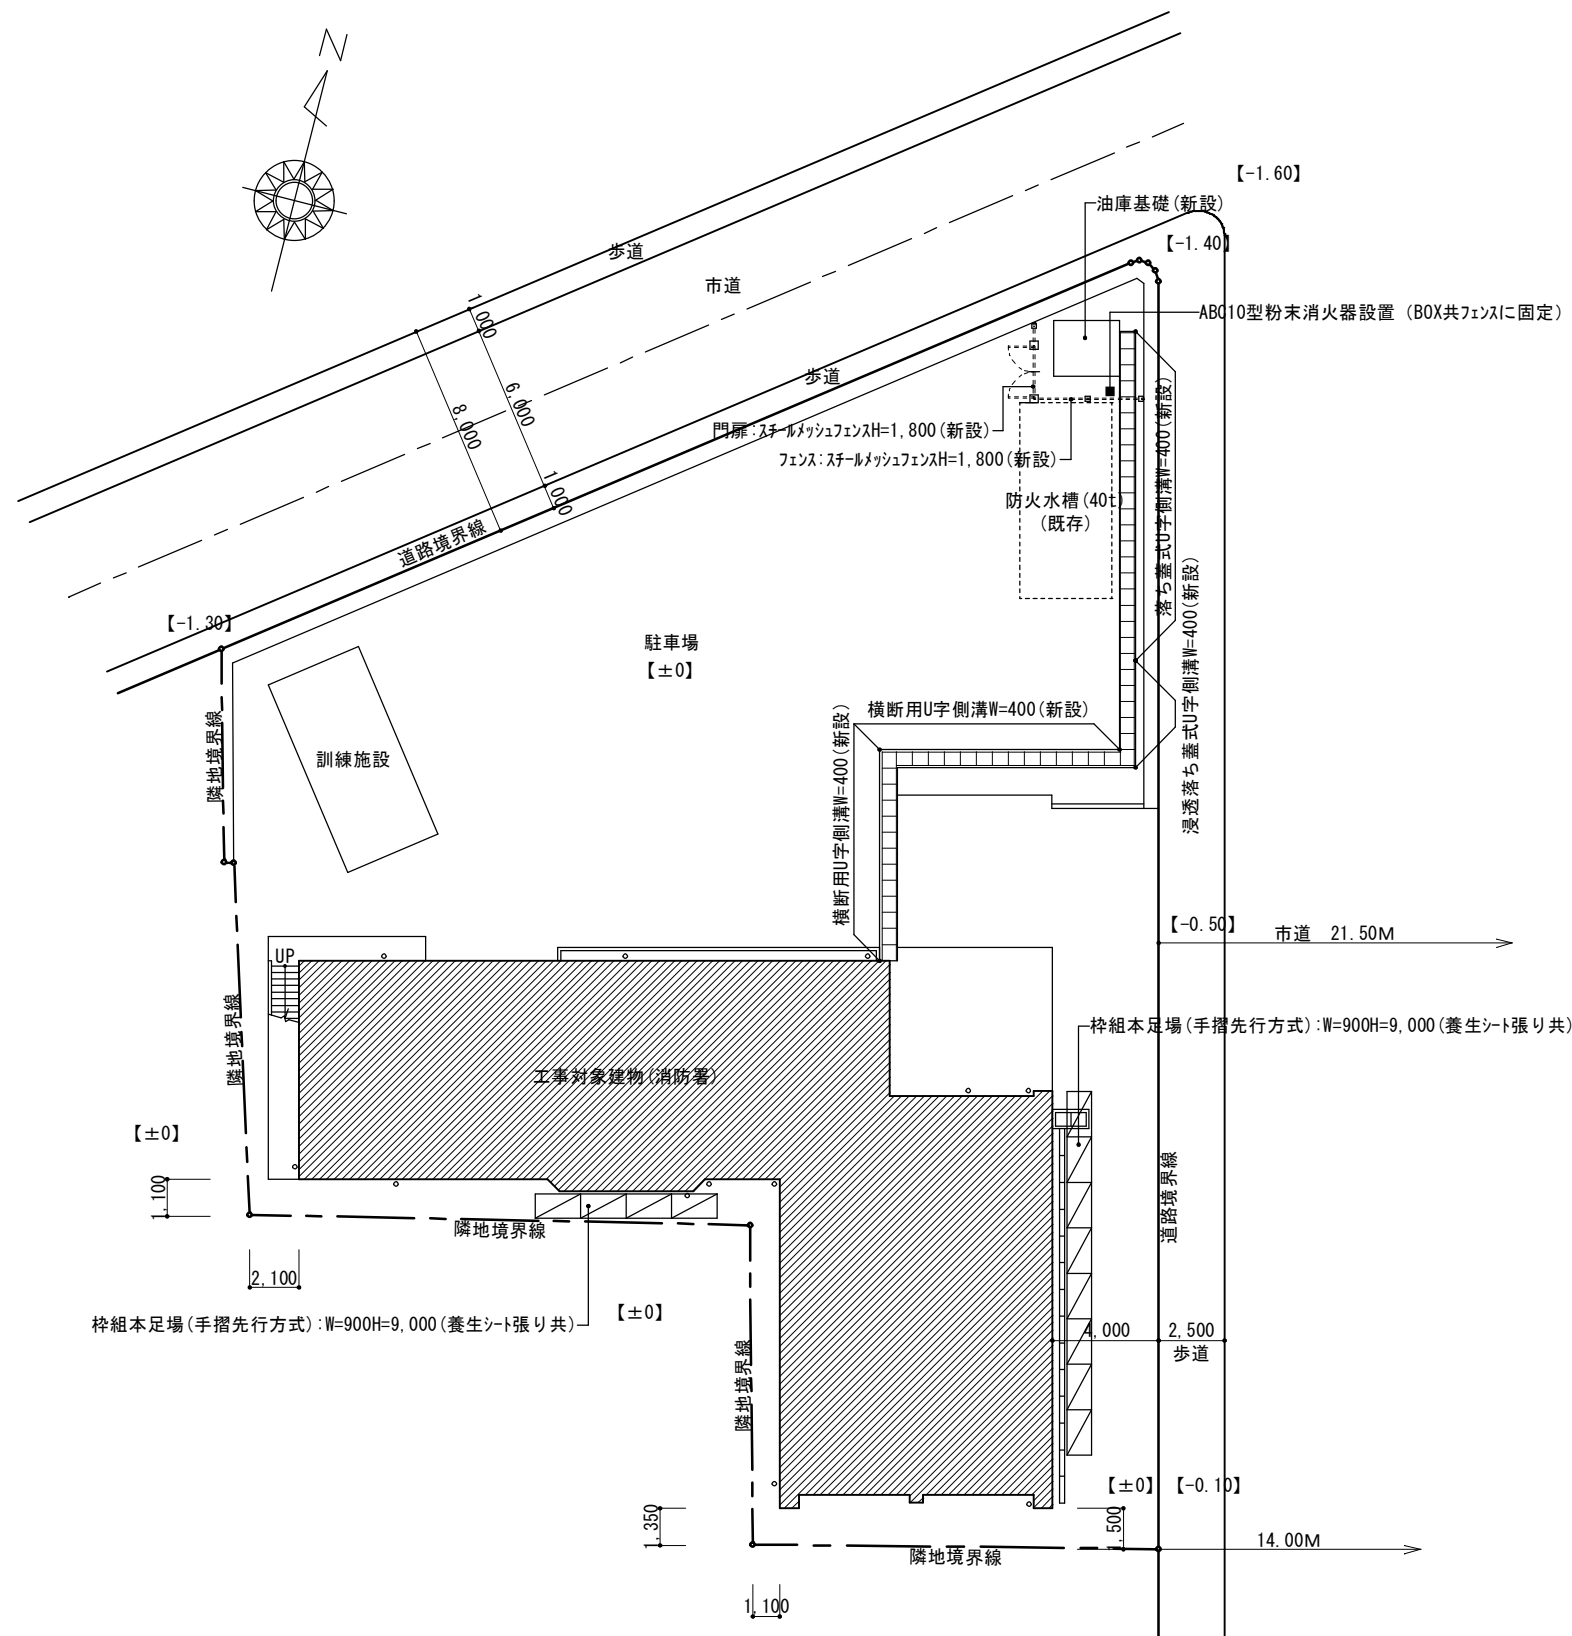 N
【-1.60】
油庫基礎(新設)
【-1.40】
歩道
市道
ABC10型粉末消火器設置 (BOX共フェンスに固定)
1,000
6,000
8,000
1,000
歩道
門扉:スチールメッシュフェンスH=1,800(新設)
フェンス:スチールメッシュフェンスH=1,800(新設)
落ち蓋式U字側溝W=400(新設)
防火水槽(40t)
(既存)
道路境界線
【-1.30】
浸透落ち蓋式U字側溝W=400(新設)
駐車場
【±0】
横断用U字側溝W=400(新設)
横断用U字側溝W=400(新設)
隣地境界線
訓練施設
【-0.50】
市道 21.50M
UP
隣地境界線
枠組本足場(手摺先行方式):W=900H=9,000(養生シート張り共)
工事対象建物(消防署)
【±0】
1,100
道路境界線
隣地境界線
2,100
枠組本足場(手摺先行方式):W=900H=9,000(養生シート張り共)
【±0】
4,000
2,500
歩道
隣地境界線
【±0】
【-0.10】
1,350
1,500
14.00M
隣地境界線
1,100